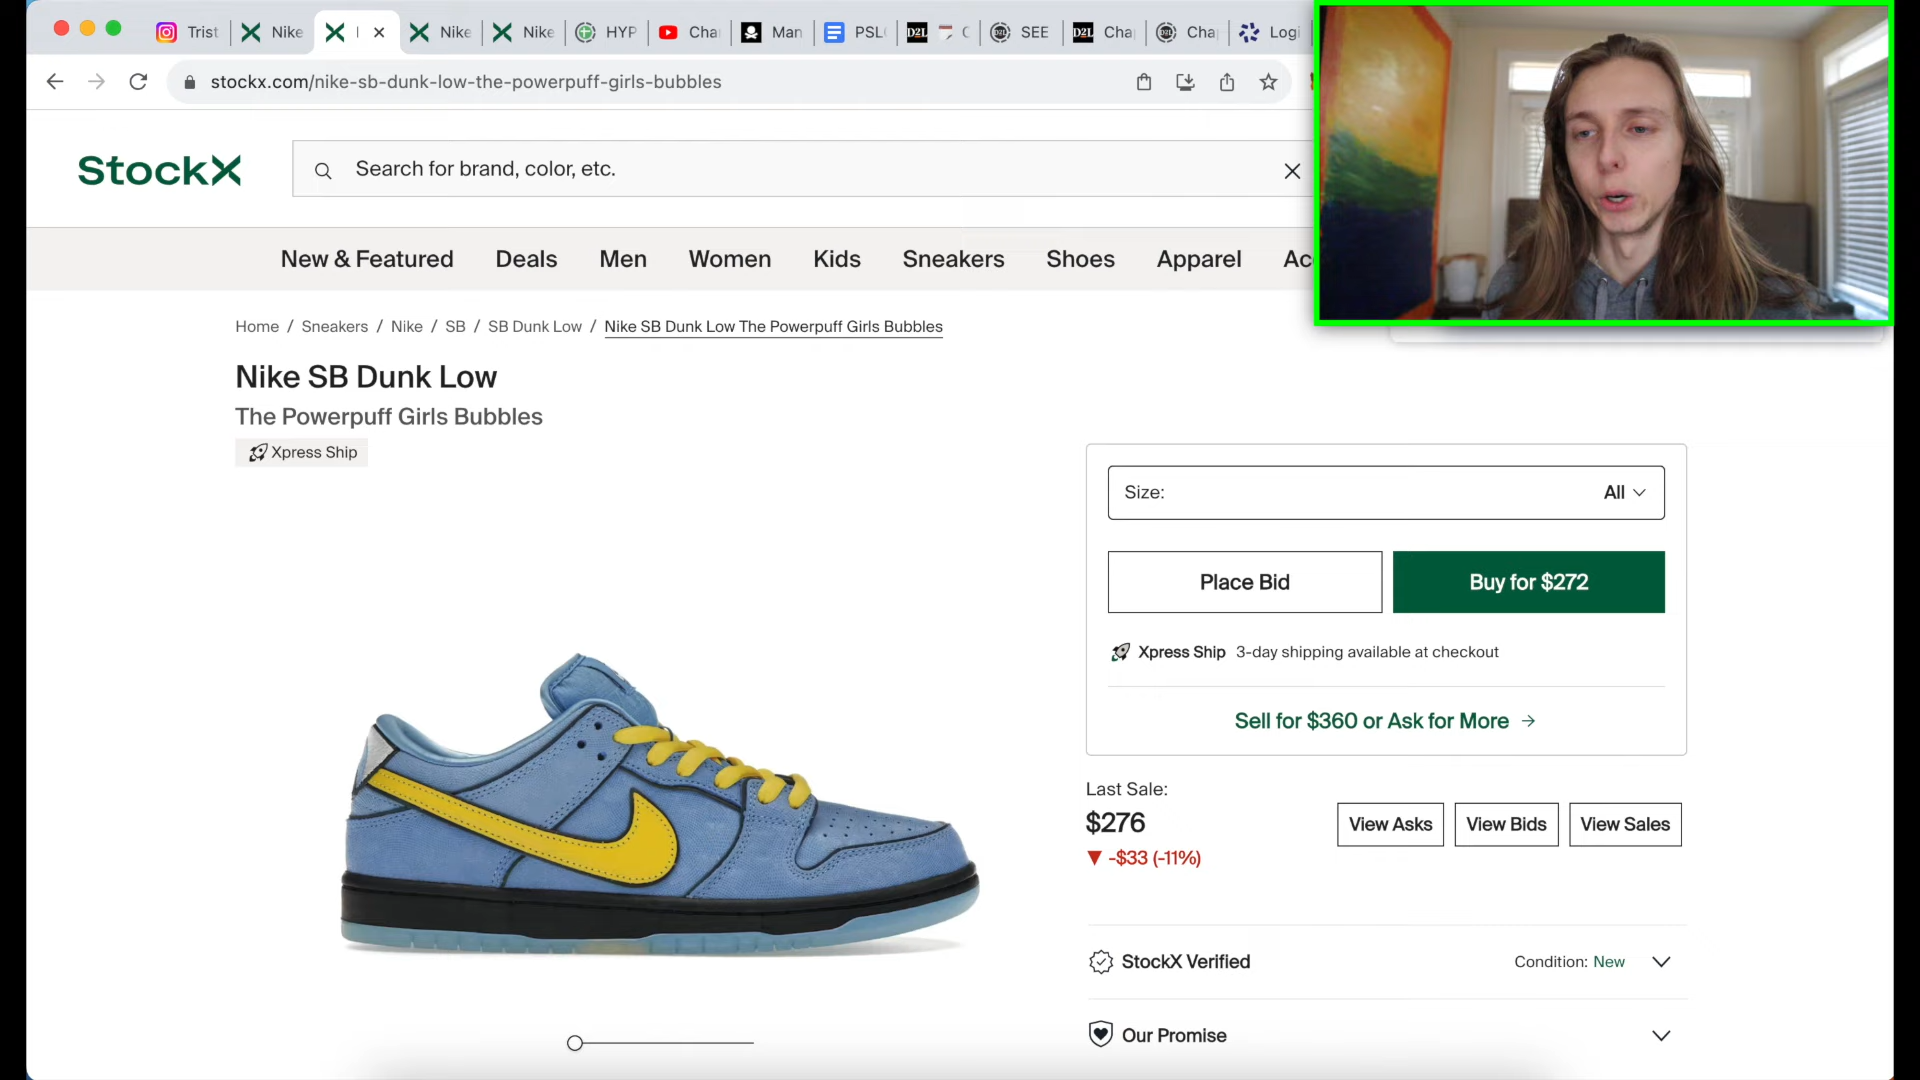 Trist
Nike
Nike
Nike
HYP
Cha
Man
PSL
D2L
SEE
D2L
Cha
Cha
Logi
stockx.com/nike-sb-dunk-low-the-powerpuff-girls-bubbles
StockX
Search for brand, color, etc.
New & Featured
Deals
Men
Women
Kids
Sneakers
Shoes
Apparel
Ac
Home / Sneakers / Nike / SB / SB Dunk Low / Nike SB Dunk Low The Powerpuff Girls Bubbles
Nike SB Dunk Low
The Powerpuff Girls Bubbles
Xpress Ship
Size:
All
Place Bid
Buy for $272
Xpress Ship 3-day shipping available at checkout
Sell for $360 or Ask for More
Last Sale:
$276
-$33 (-11%)
View Asks
View Bids
View Sales
StockX Verified
Condition: New
Our Promise